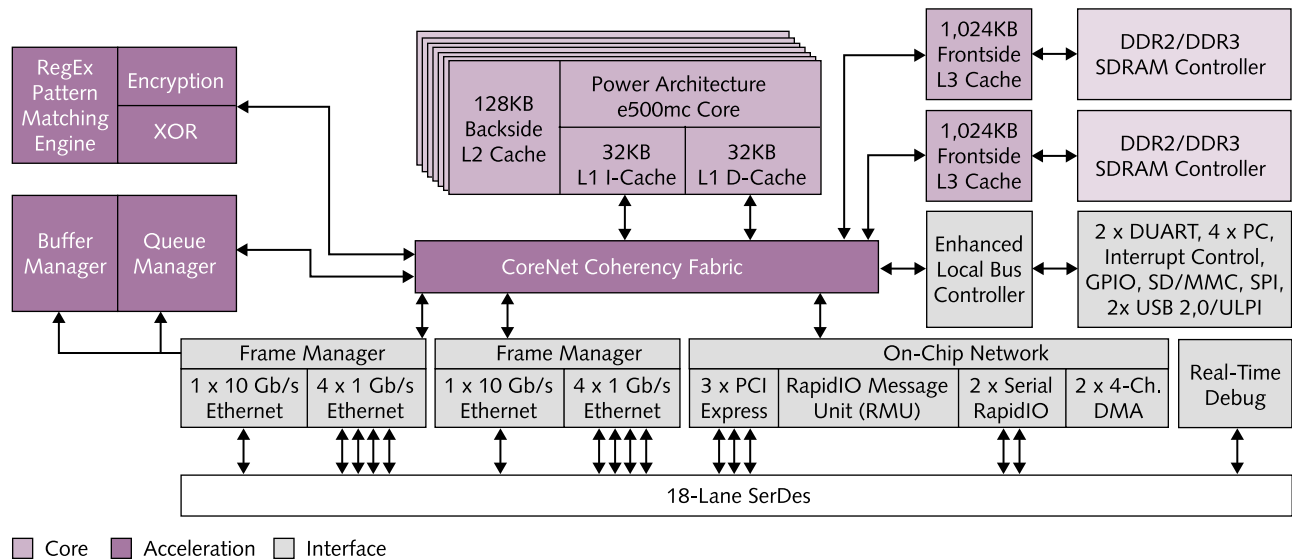 RegEx
Pattern
Matching
Engine
Encryption
XOR
128KB
Backside
L2 Cache
Power Architecture
e500mc Core
32KB
L1 I-Cache
32KB
L1 D-Cache
1,024KB
Frontside
L3 Cache
DDR2/DDR3
SDRAM Controller
1,024KB
Frontside
L3 Cache
DDR2/DDR3
SDRAM Controller
Buffer
Manager
Queue
Manager
CoreNet Coherency Fabric
Enhanced
Local Bus
Controller
2 x DUART, 4 x PC,
Interrupt Control,
GPIO, SD/MMC, SPI,
2x USB 2,0/ULPI
Frame Manager
1 x 10 Gb/s
Ethernet
4 x 1 Gb/s
Ethernet
Frame Manager
1 x 10 Gb/s
Ethernet
4 x 1 Gb/s
Ethernet
On-Chip Network
3 x PCI
Express
RapidIO Message
Unit (RMU)
2 x Serial
RapidIO
2 x 4-Ch.
DMA
Real-Time
Debug
18-Lane SerDes
Core
Acceleration
Interface